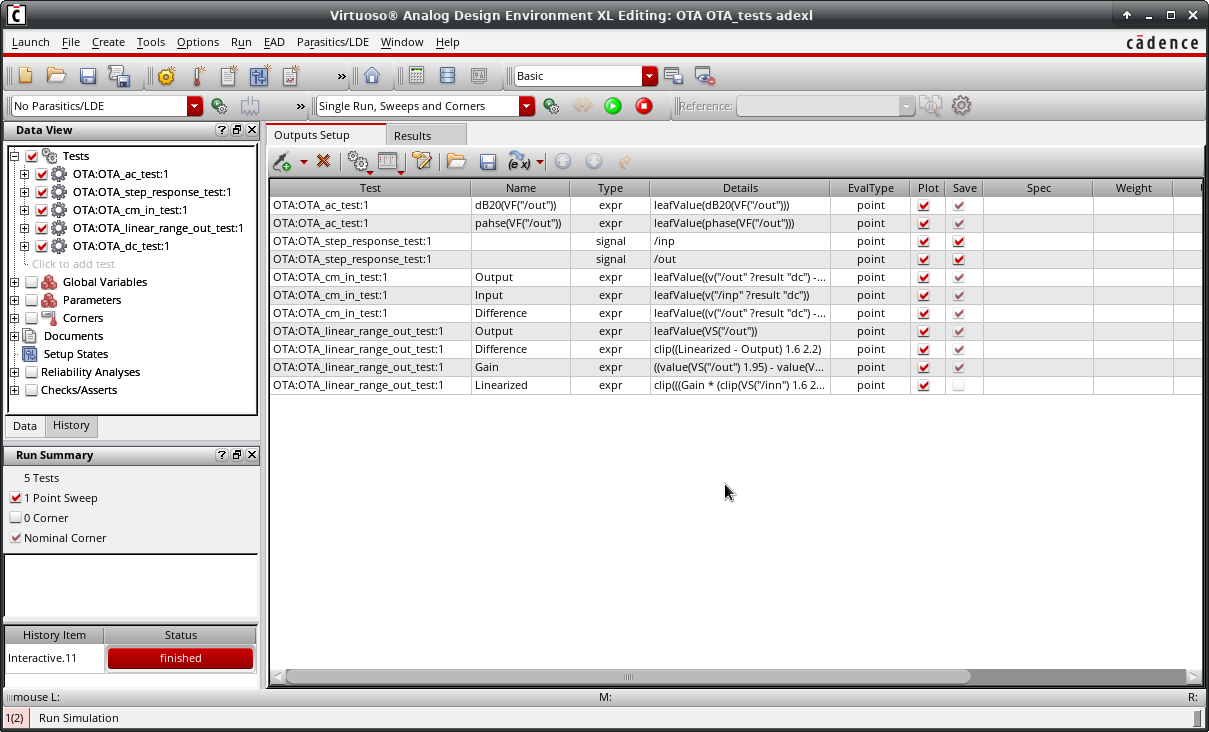 Virtuoso® Analog Design Environment XL Editing: OTA OTA_tests adexl
Launch File Create Tools Options Run EAD Parasitics/LDE Window Help
cādence
» Basic
No Parasitics/LDE » Single Run, Sweeps and Corners Reference:
Data View
Tests
OTA:OTA_ac_test:1
OTA:OTA_step_response_test:1
OTA:OTA_cm_in_test:1
OTA:OTA_linear_range_out_test:1
OTA:OTA_dc_test:1
Click to add test
Global Variables
Parameters
Corners
Documents
Setup States
Reliability Analyses
Checks/Asserts
Data History
Run Summary
5 Tests
1 Point Sweep
0 Corner
Nominal Corner
History Item Status
Interactive.11 finished
Outputs Setup Results
(e x)
Test Name Type Details EvalType Plot Save Spec Weight
OTA:OTA_ac_test:1 dB20(VF("/out")) expr leafValue(dB20(VF("/out"))) point
OTA:OTA_ac_test:1 pahse(VF("/out")) expr leafValue(phase(VF("/out"))) point
OTA:OTA_step_response_test:1 signal /inp point
OTA:OTA_step_response_test:1 signal /out point
OTA:OTA_cm_in_test:1 Output expr leafValue((v("/out" ?result "dc") -... point
OTA:OTA_cm_in_test:1 Input expr leafValue(v("/inp" ?result "dc")) point
OTA:OTA_cm_in_test:1 Difference expr leafValue((v("/out" ?result "dc") -... point
OTA:OTA_linear_range_out_test:1 Output expr leafValue(VS("/out")) point
OTA:OTA_linear_range_out_test:1 Difference expr clip((Linearized - Output) 1.6 2.2) point
OTA:OTA_linear_range_out_test:1 Gain expr ((value(VS("/out") 1.95) - value(V... point
OTA:OTA_linear_range_out_test:1 Linearized expr clip(((Gain * (clip(VS("/inn") 1.6 2... point
mouse L: M: R:
1(2) Run Simulation